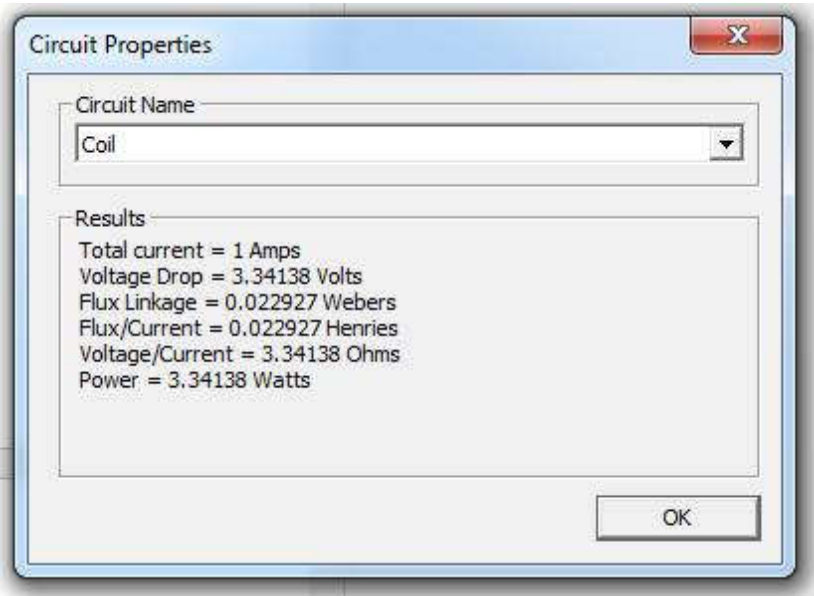 Circuit Properties
Circuit Name
Coil
Results
Total current = 1 Amps
Voltage Drop = 3.34138 Volts
Flux Linkage = 0.022927 Webers
Flux/Current = 0.022927 Henries
Voltage/Current = 3.34138 Ohms
Power = 3.34138 Watts
OK